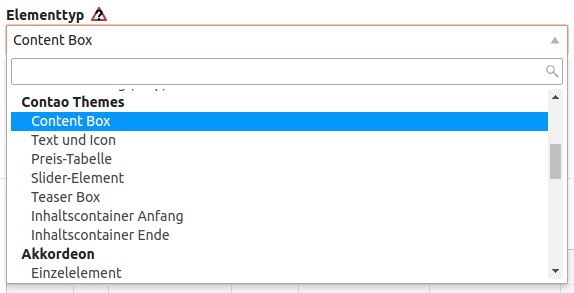 Elementtyp
Content Box
Contao Themes
Content Box
Text und Icon
Preis-Tabelle
Slider-Element
Teaser Box
Inhaltscontainer Anfang
Inhaltscontainer Ende
Akkordeon
Einzelelement